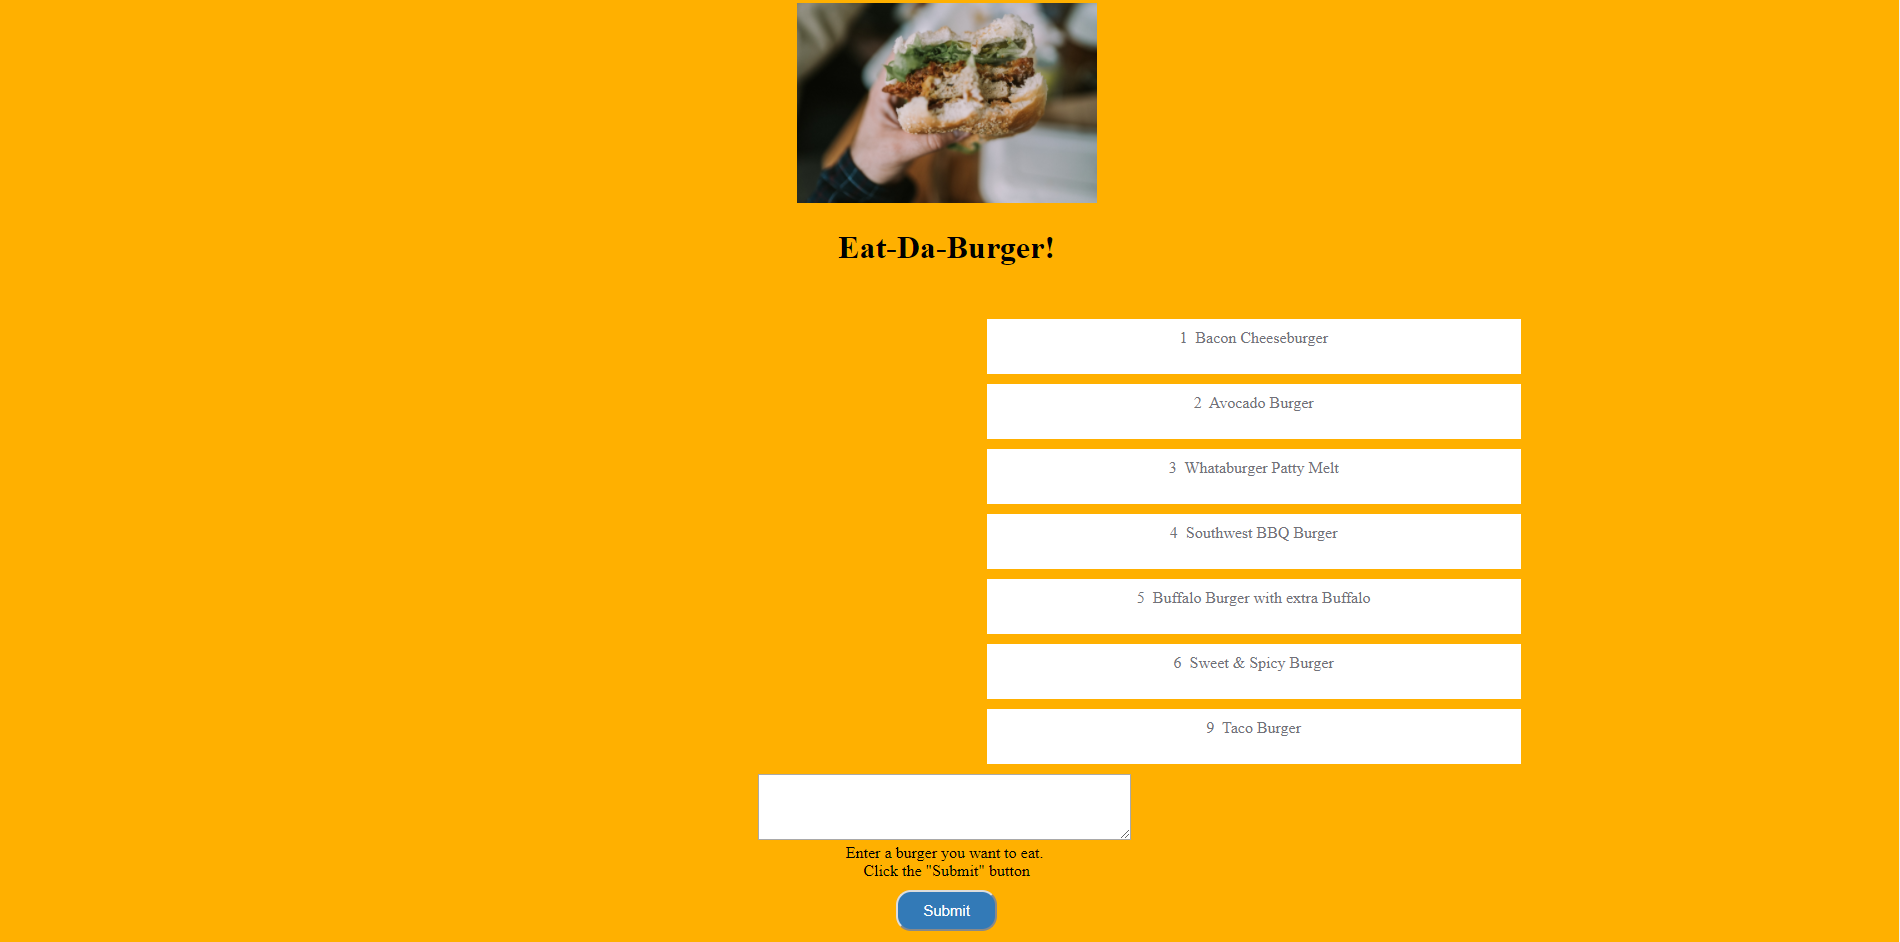 Eat-Da-Burger!
1 Bacon Cheeseburger
2 Avocado Burger
3 Whataburger Patty Melt
4 Southwest BBQ Burger
5 Buffalo Burger with extra Buffalo
6 Sweet & Spicy Burger
9 Taco Burger
Enter a burger you want to eat.
Click the "Submit" button
Submit